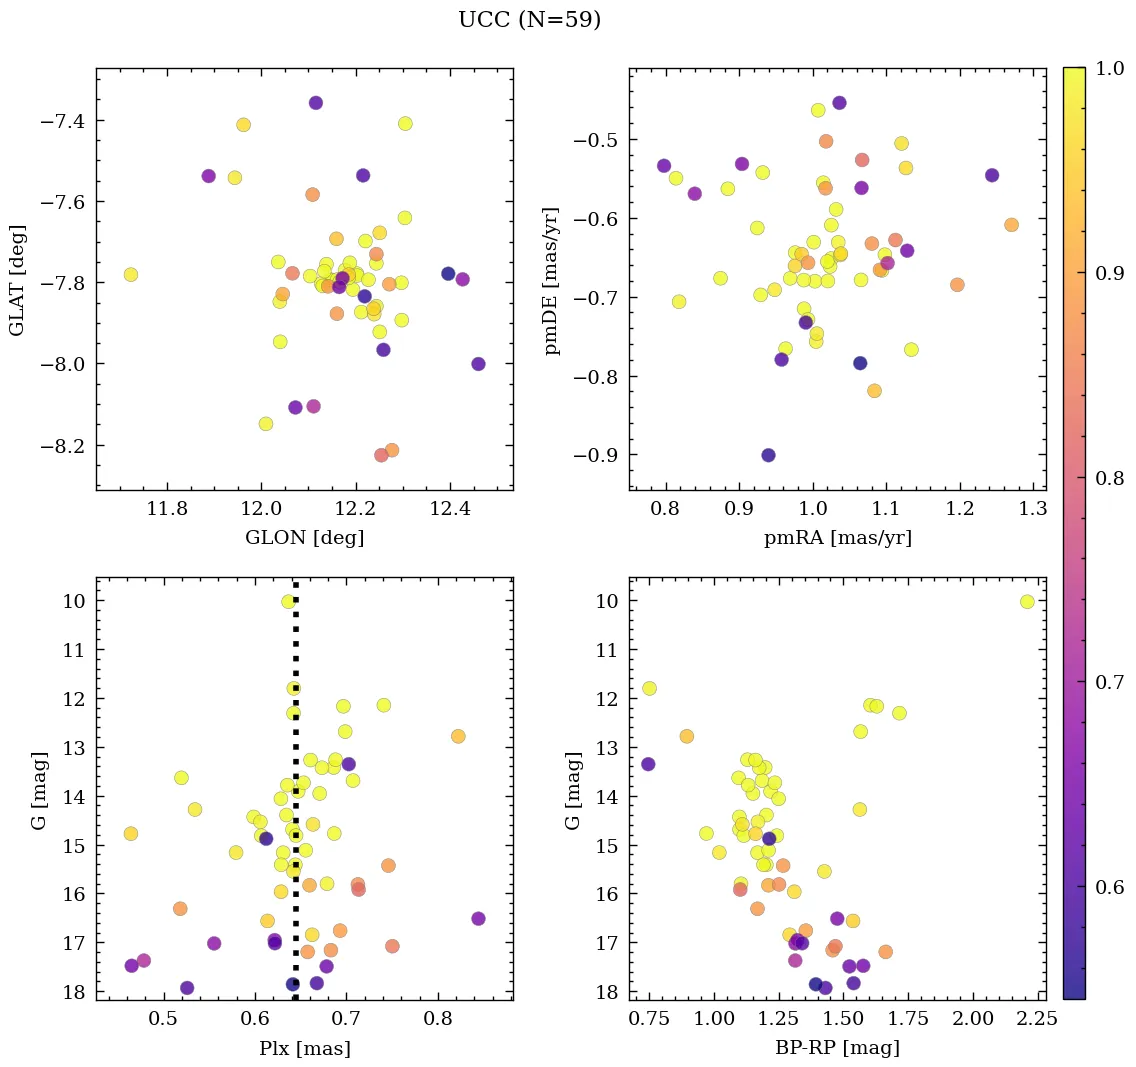 UCC (N=59)
−7.4
−7.6
−7.8
−8.0
−8.2
GLAT [deg]
11.8 12.0 12.2 12.4
GLON [deg]
−0.5
−0.6
−0.7
−0.8
−0.9
pmDE [mas/yr]
0.8 0.9 1.0 1.1 1.2 1.3
pmRA [mas/yr]
1.0
0.9
0.8
0.7
0.6
10
11
12
13
14
15
16
17
18
G [mag]
0.5 0.6 0.7 0.8
Plx [mas]
10
11
12
13
14
15
16
17
18
G [mag]
0.75 1.00 1.25 1.50 1.75 2.00 2.25
BP-RP [mag]